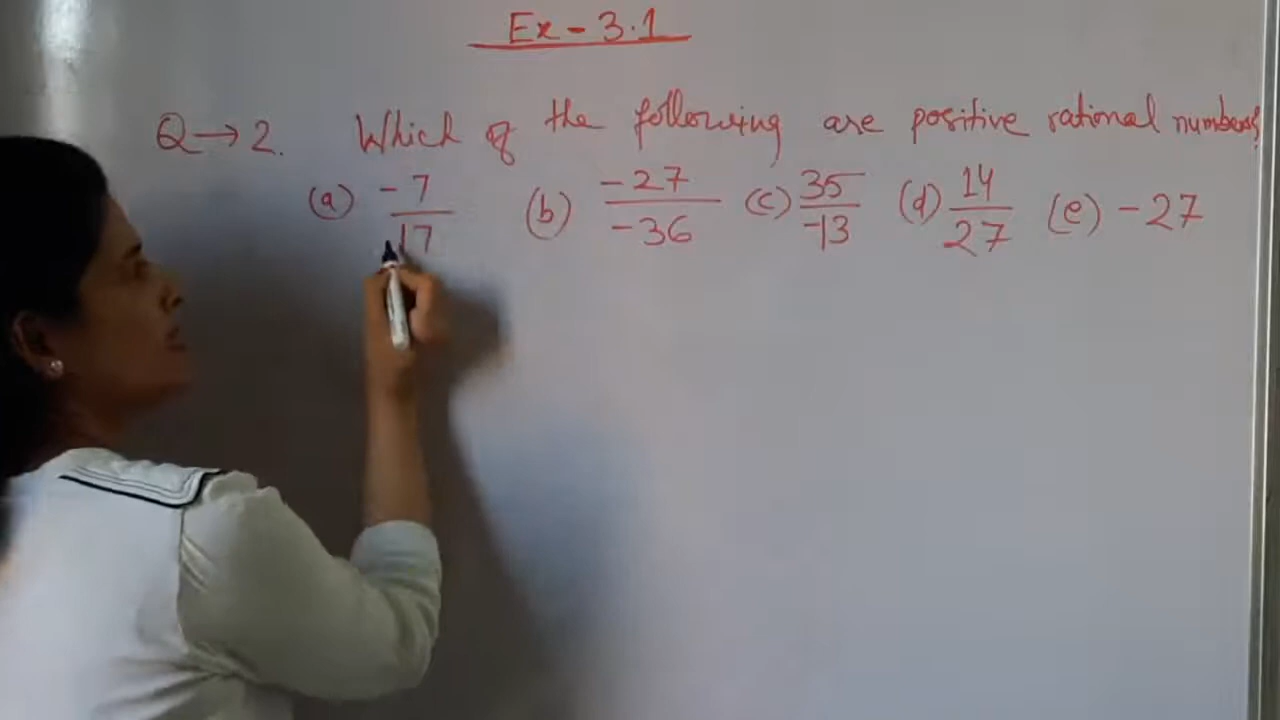 Ex - 3.1
Q → 2. Which of the following are positive rational numbers?
(a) -7/17 (b) -27/-36 (c) 35/-13 (d) 14/27 (e) -27